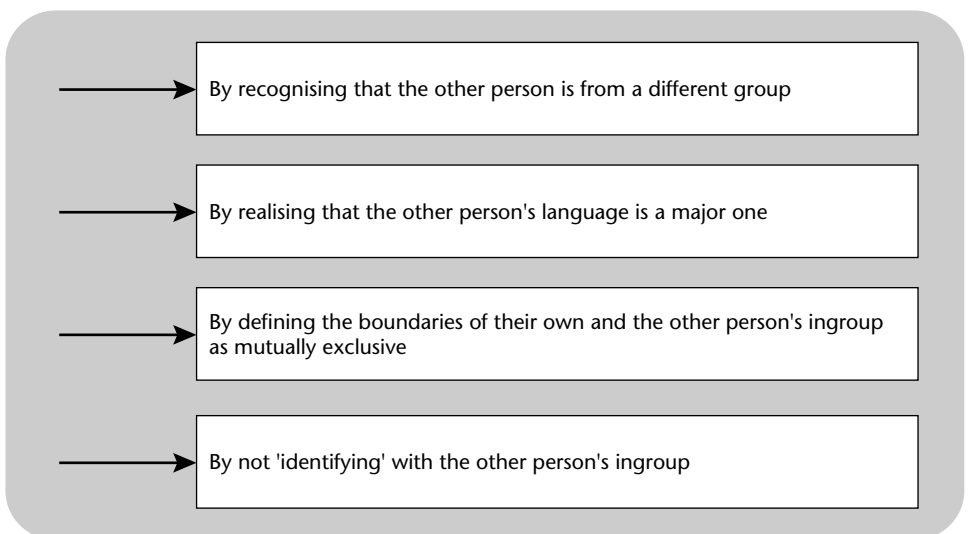 By recognising that the other person is from a different group
By realising that the other person's language is a major one
By defining the boundaries of their own and the other person's ingroup
as mutually exclusive
By not 'identifying' with the other person's ingroup